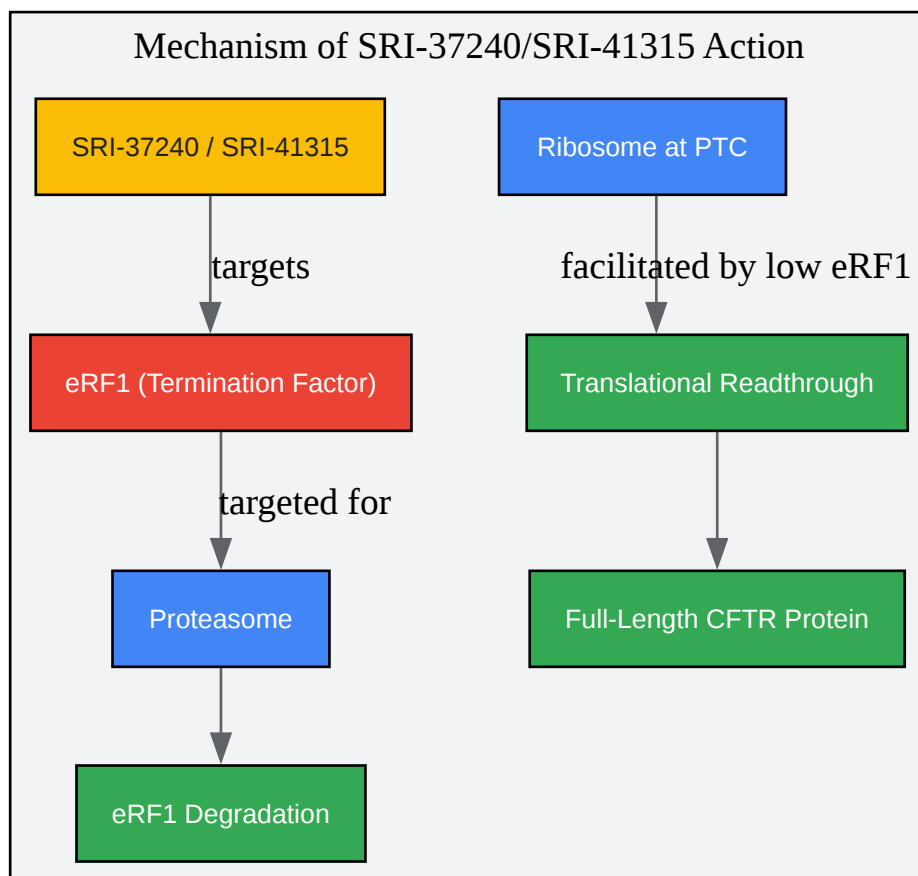 Mechanism of SRI-37240/SRI-41315 Action
SRI-37240 / SRI-41315
targets
eRF1 (Termination Factor)
targeted for
Proteasome
eRF1 Degradation
Ribosome at PTC
facilitated by low eRF1
Translational Readthrough
Full-Length CFTR Protein